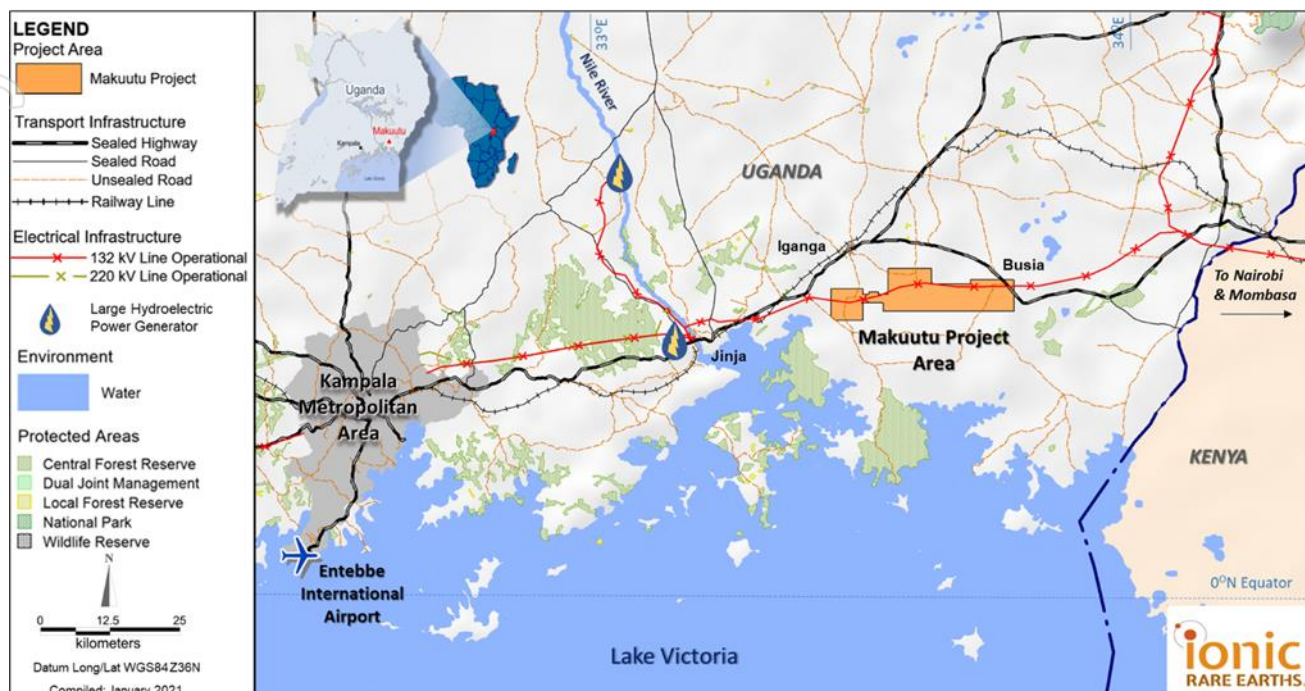 LEGEND
Project Area
Makuutu Project
Transport Infrastructure
Sealed Highway
Sealed Road
Unsealed Road
Railway Line
Electrical Infrastructure
132 kV Line Operational
220 kV Line Operational
Large Hydroelectric
Power Generator
Environment
Water
Protected Areas
Central Forest Reserve
Dual Joint Management
Local Forest Reserve
National Park
Wildlife Reserve
N
0 12.5 25
kilometers
Datum Long/Lat WGS84Z36N
Compiled: January 2021
Uganda
Makuutu
Kampala
33°E
34°E
Nile River
UGANDA
Iganga
Busia
To Nairobi
& Mombasa
Jinja
Makuutu Project
Area
Kampala
Metropolitan
Area
KENYA
Entebbe
International
Airport
0°N Equator
Lake Victoria
ionic
RARE EARTHS